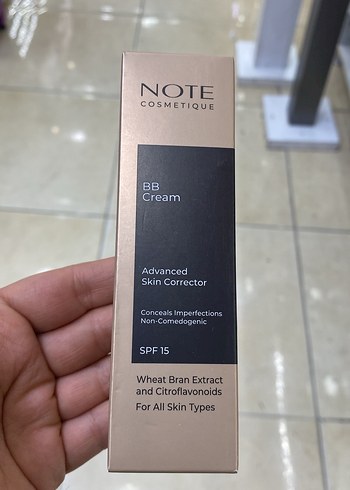 NOTE
COSMETIQUE
BB
Cream
Advanced
Skin Corrector
Conceals Imperfections
Non-Comedogenic
SPF 15
Wheat Bran Extract
and Citroflavonoids
For All Skin Types